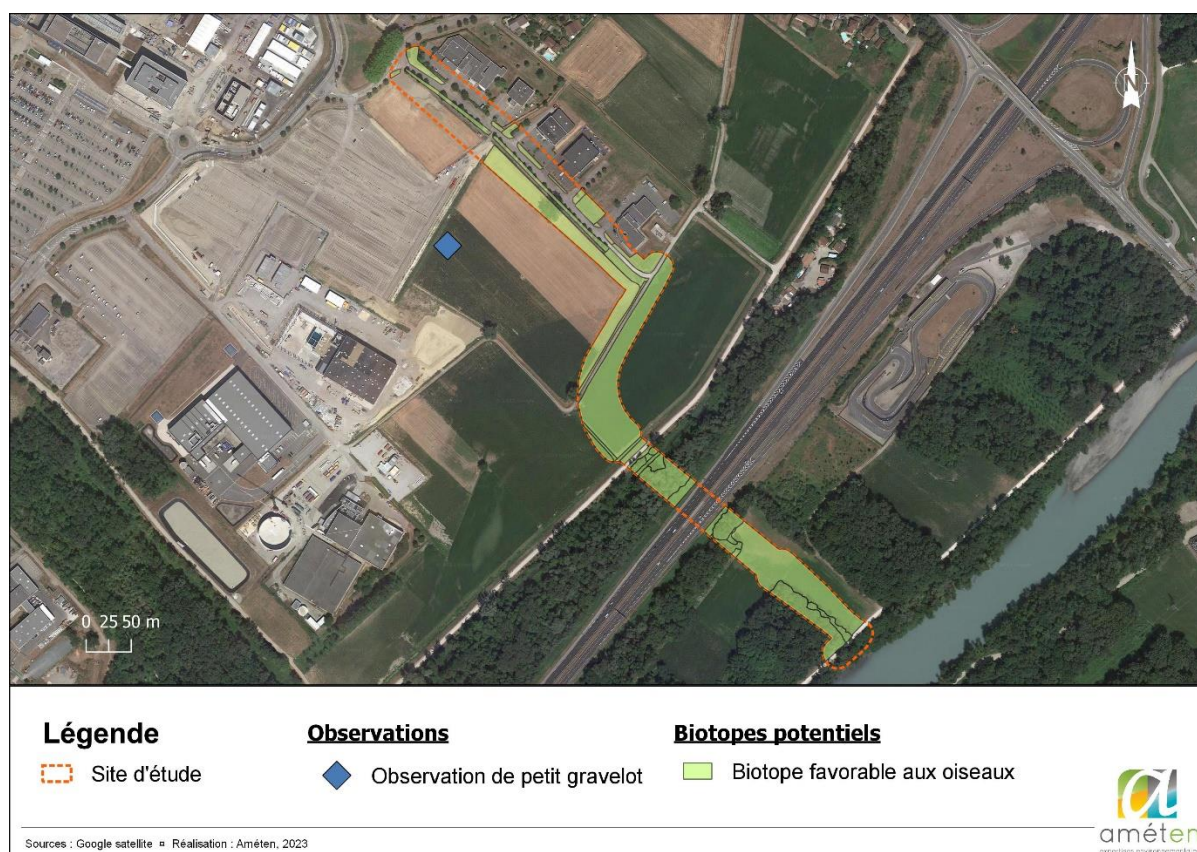 N
0 25 50 m
Légende
Site d'étude
Observations
Observation de petit gravelot
Biotopes potentiels
Biotope favorable aux oiseaux
améten
Sources : Google satellite ¤ Réalisation : Améten, 2023